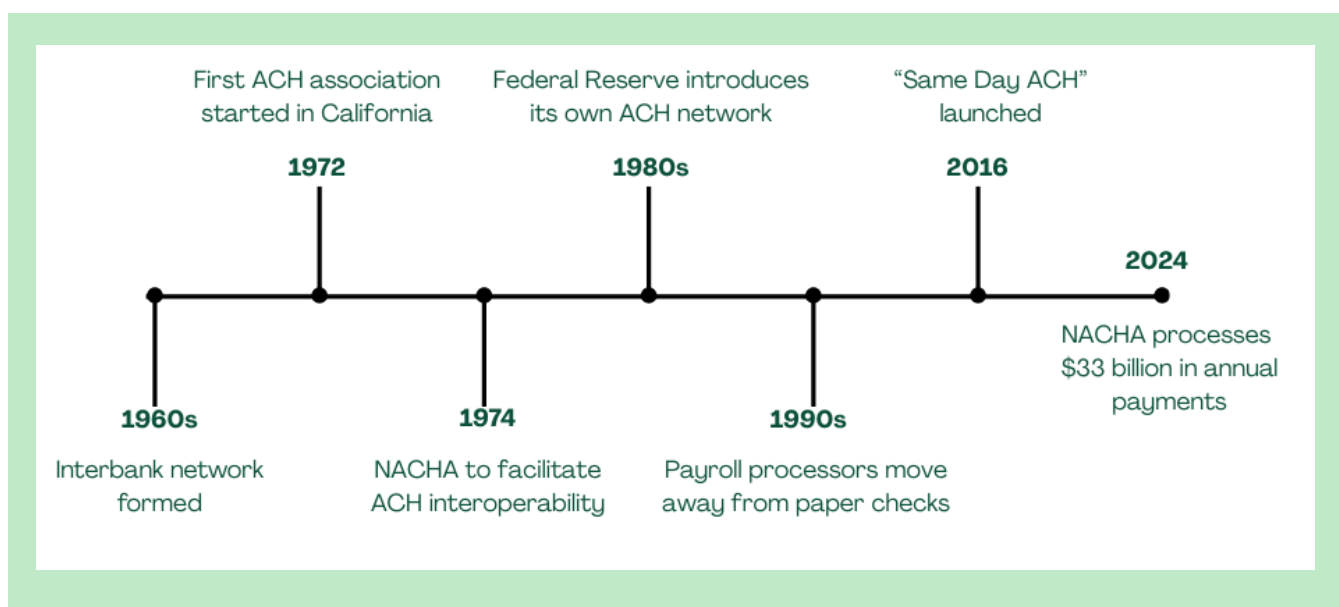 First ACH association
started in California
1972
Federal Reserve introduces
its own ACH network
1980s
“Same Day ACH”
launched
2016
2024
NACHA processes
$33 billion in annual
payments
1960s
Interbank network
formed
1974
NACHA to facilitate
ACH interoperability
1990s
Payroll processors move
away from paper checks